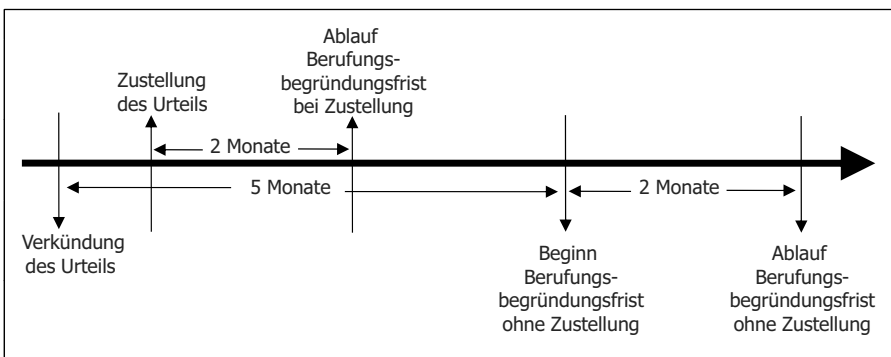 Ablauf
Berufungs-
begründungsfrist
bei Zustellung
Zustellung
des Urteils
2 Monate
5 Monate
2 Monate
Verkündung
des Urteils
Beginn
Berufungs-
begründungsfrist
ohne Zustellung
Ablauf
Berufungs-
begründungsfrist
ohne Zustellung